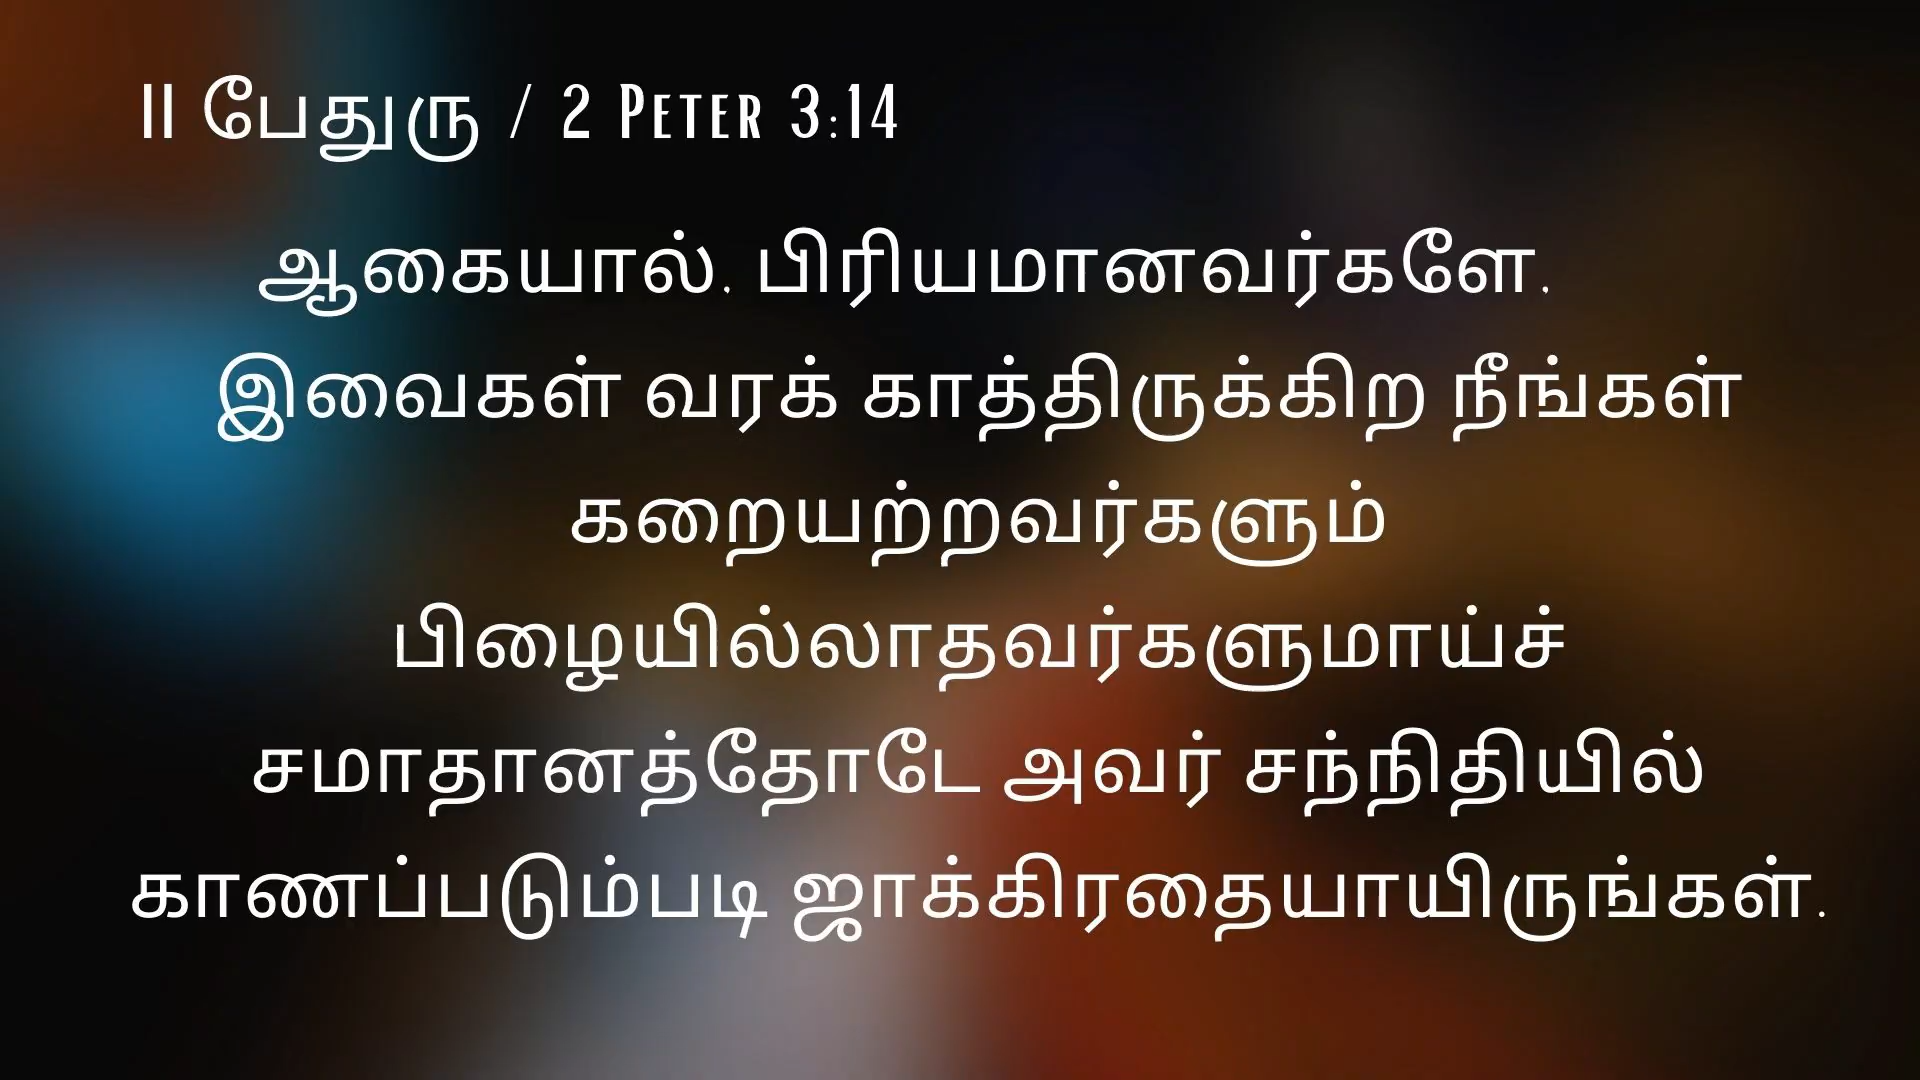 II பேதுரு / 2 Peter 3:14
ஆகையால், பிரியமானவர்களே,
இவைகள் வரக் காத்திருக்கிற நீங்கள்
கறையற்றவர்களும்
பிழையில்லாதவர்களுமாய்ச்
சமாதானத்தோடே அவர் சந்நிதியில்
காணப்படும்படி ஜாக்கிரதையாயிருங்கள்.